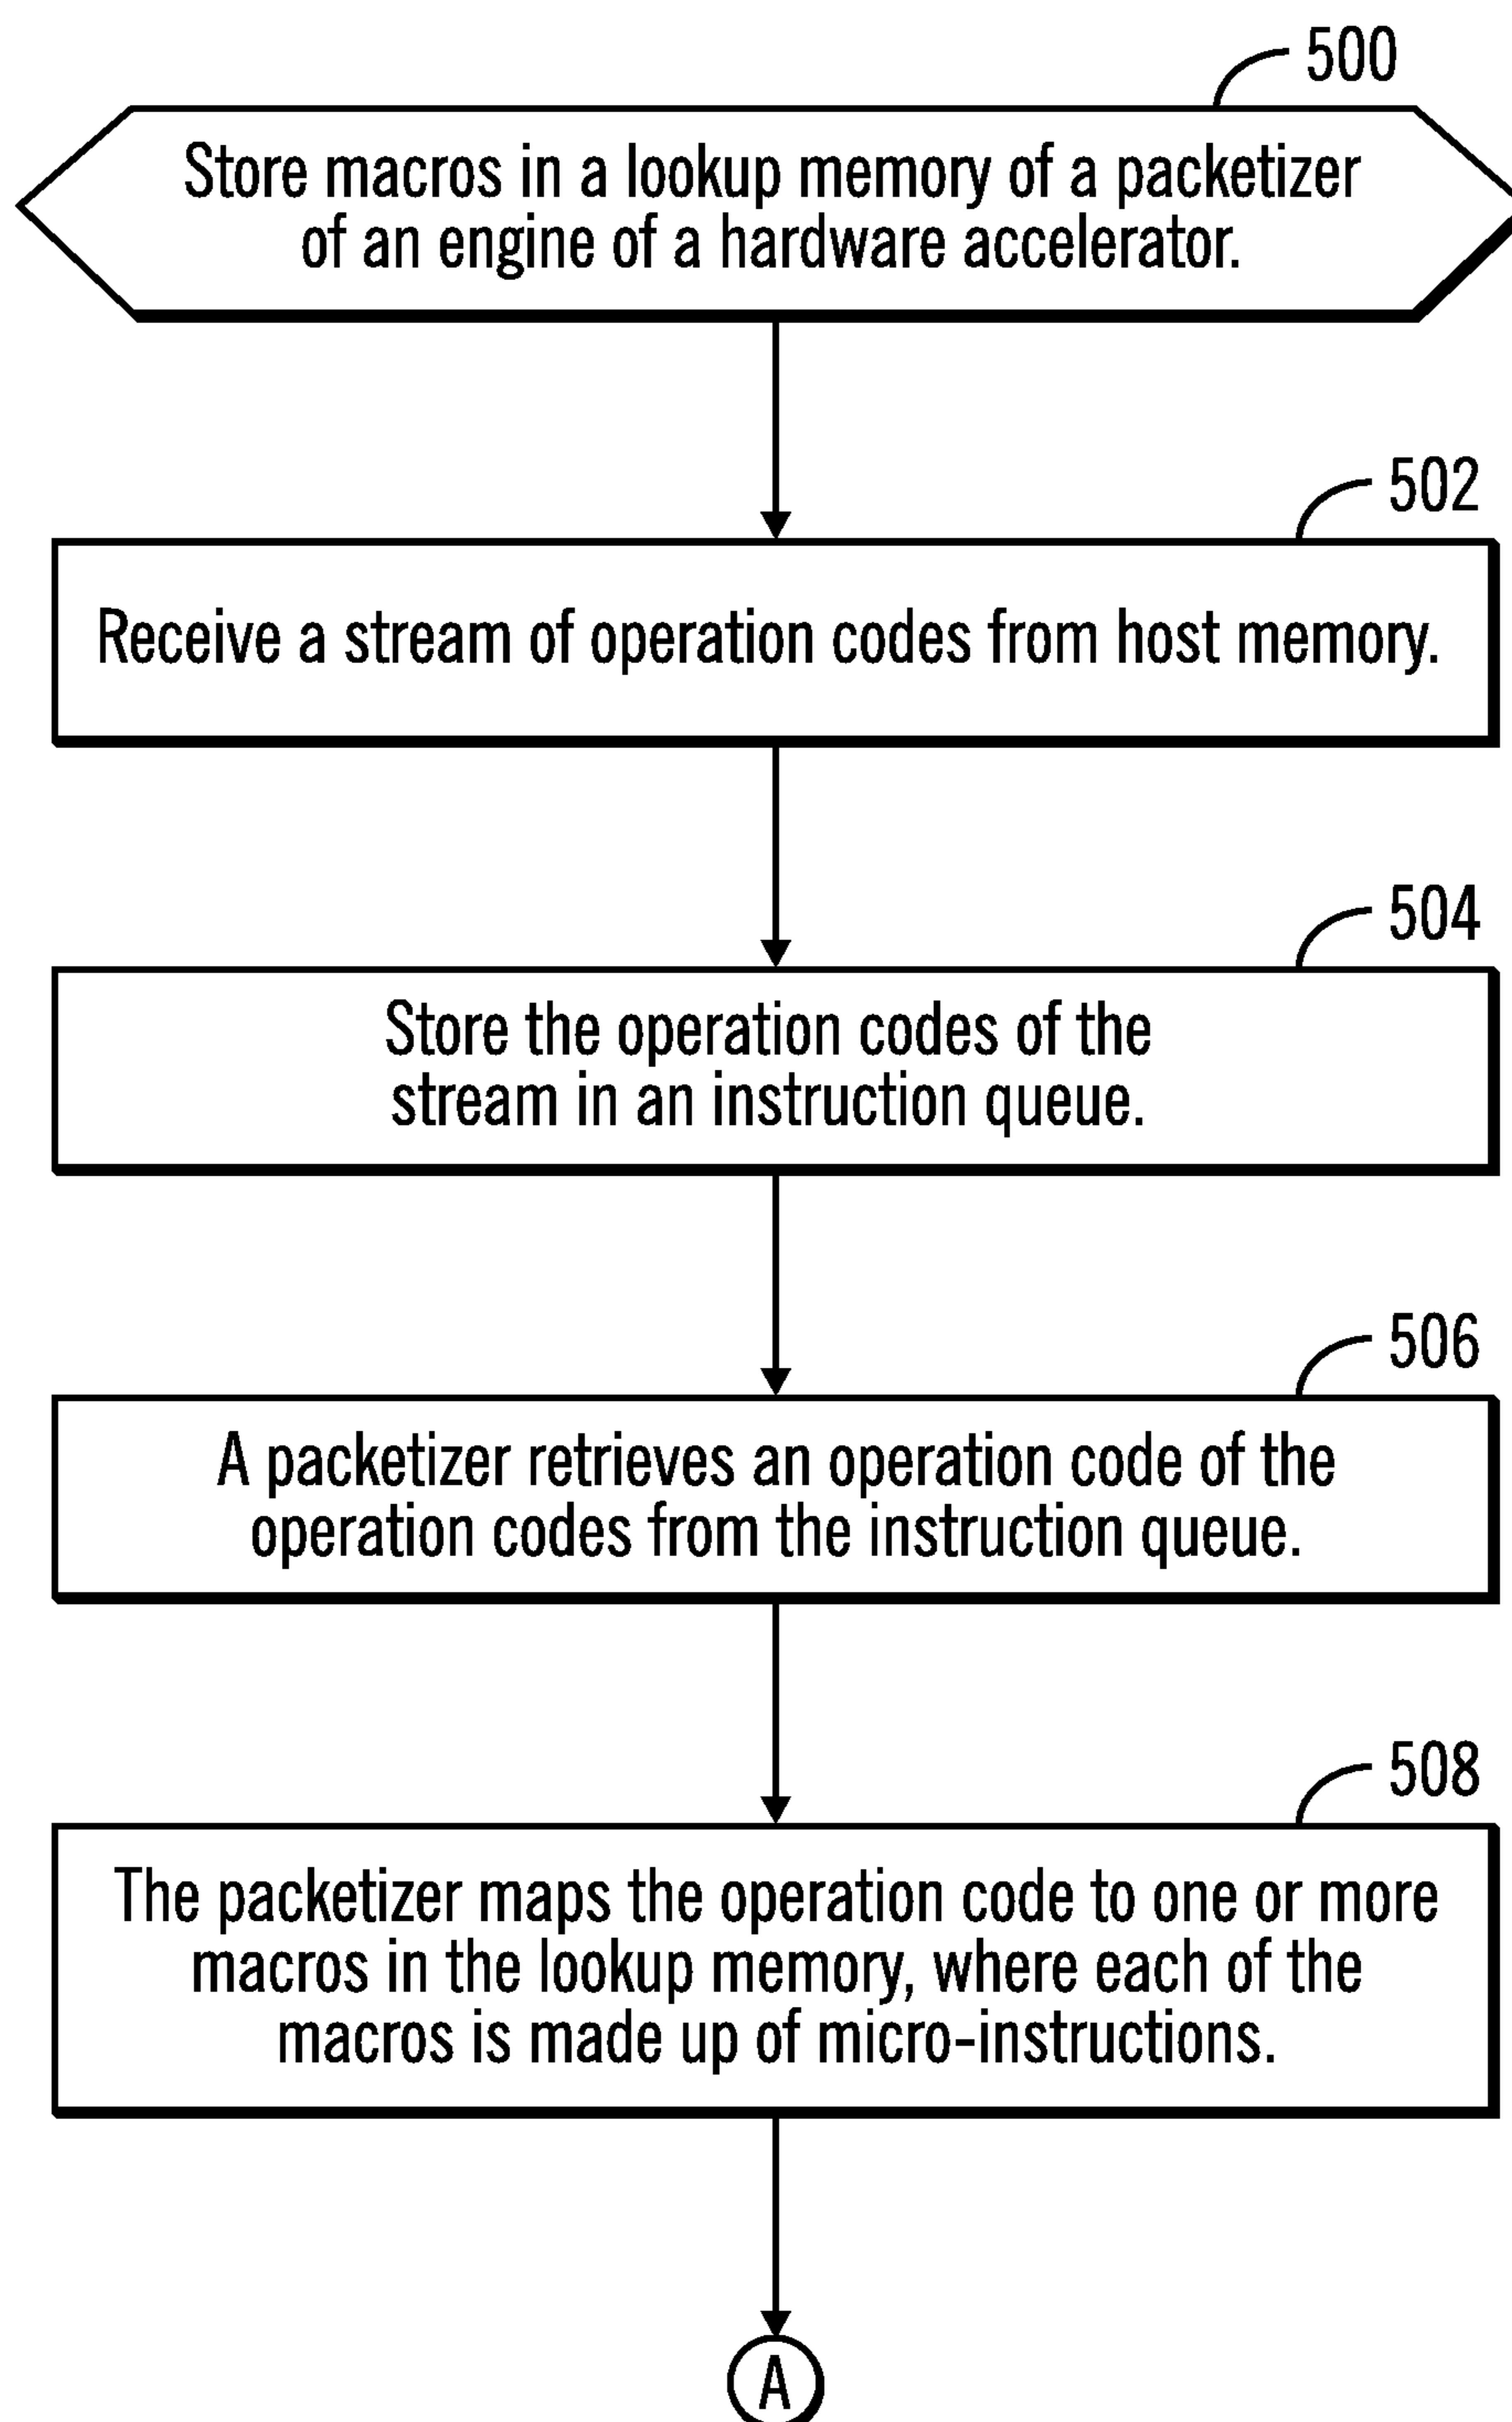 500
Store macros in a lookup memory of a packetizer
of an engine of a hardware accelerator.
502
Receive a stream of operation codes from host memory.
504
Store the operation codes of the
stream in an instruction queue.
506
A packetizer retrieves an operation code of the
operation codes from the instruction queue.
508
The packetizer maps the operation code to one or more
macros in the lookup memory, where each of the
macros is made up of micro-instructions.
A